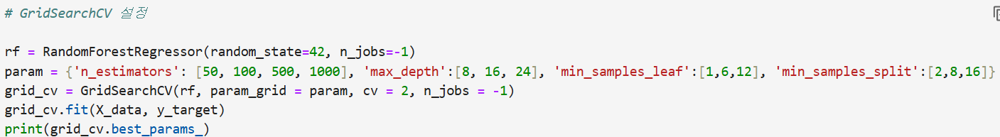 # GridSearchCV 설정
rf = RandomForestRegressor(random_state=42, n_jobs=-1)
param = {'n_estimators': [50, 100, 500, 1000], 'max_depth':[8, 16, 24], 'min_samples_leaf':[1,6,12], 'min_samples_split':[2,8,16]}
grid_cv = GridSearchCV(rf, param_grid = param, cv = 2, n_jobs = -1)
grid_cv.fit(X_data, y_target)
print(grid_cv.best_params_)